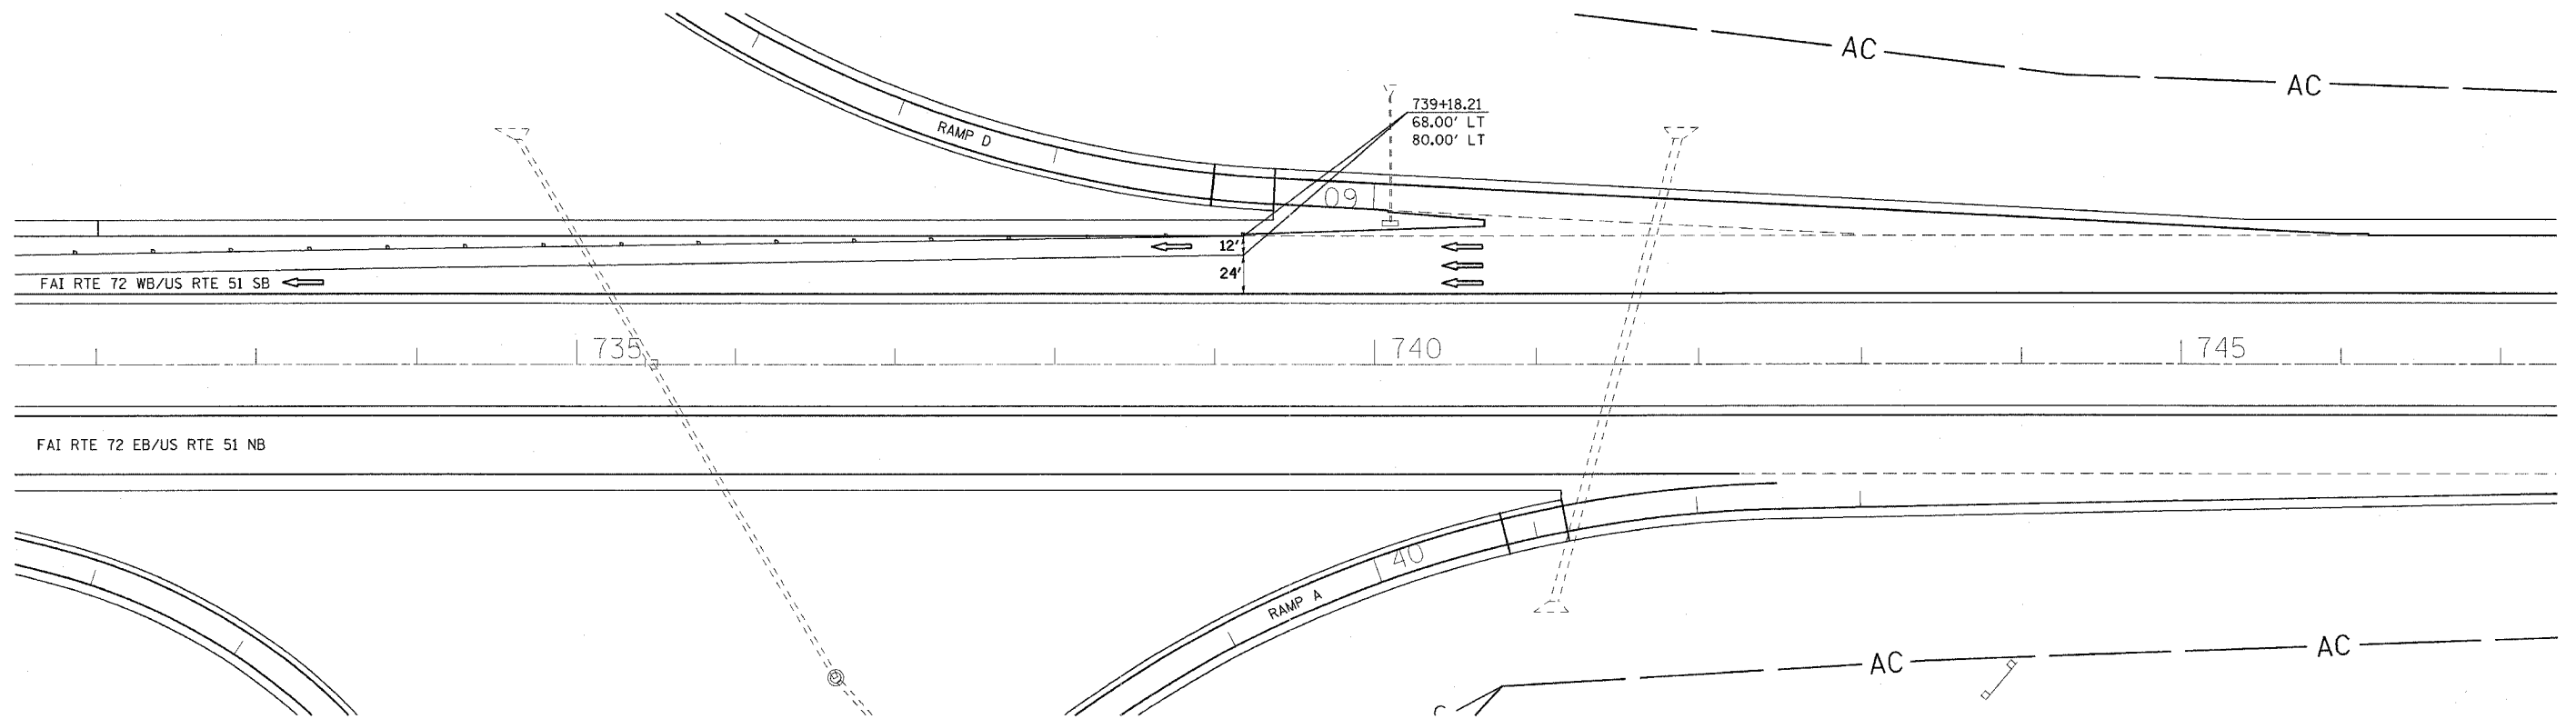 AC
AC
739+18.21
68.00' LT
80.00' LT
RAMP D
60
12'
24'
FAI RTE 72 WB/US RTE 51 SB
735
740
745
FAI RTE 72 EB/US RTE 51 NB
40
RAMP A
AC
AC